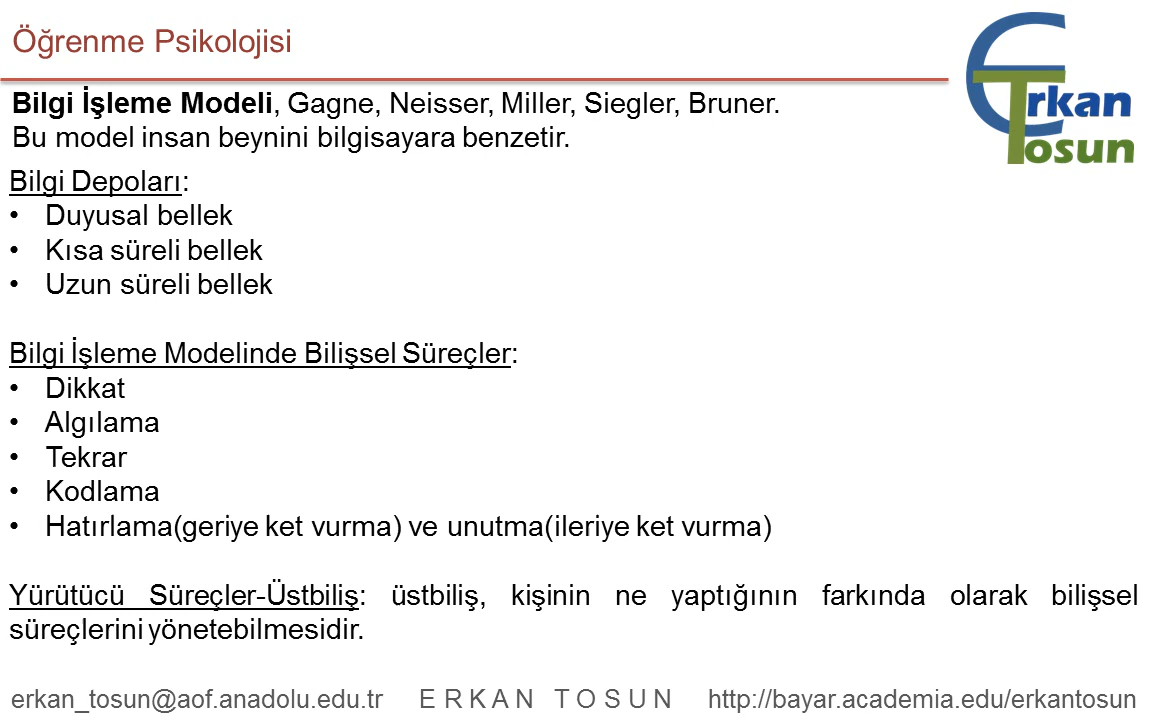 Öğrenme Psikolojisi
Erkan
Tosun
Bilgi İşleme Modeli, Gagne, Neisser, Miller, Siegler, Bruner.
Bu model insan beynini bilgisayara benzetir.
Bilgi Depoları:
• Duyusal bellek
• Kısa süreli bellek
• Uzun süreli bellek
Bilgi İşleme Modelinde Bilişsel Süreçler:
• Dikkat
• Algılama
• Tekrar
• Kodlama
• Hatırlama(geriye ket vurma) ve unutma(ileriye ket vurma)
Yürütücü Süreçler-Üstbiliş: üstbiliş, kişinin ne yaptığının farkında olarak bilişsel
süreçlerini yönetebilmesidir.
erkan_tosun@aof.anadolu.edu.tr E R K A N T O S U N http://bayar.academia.edu/erkantosun